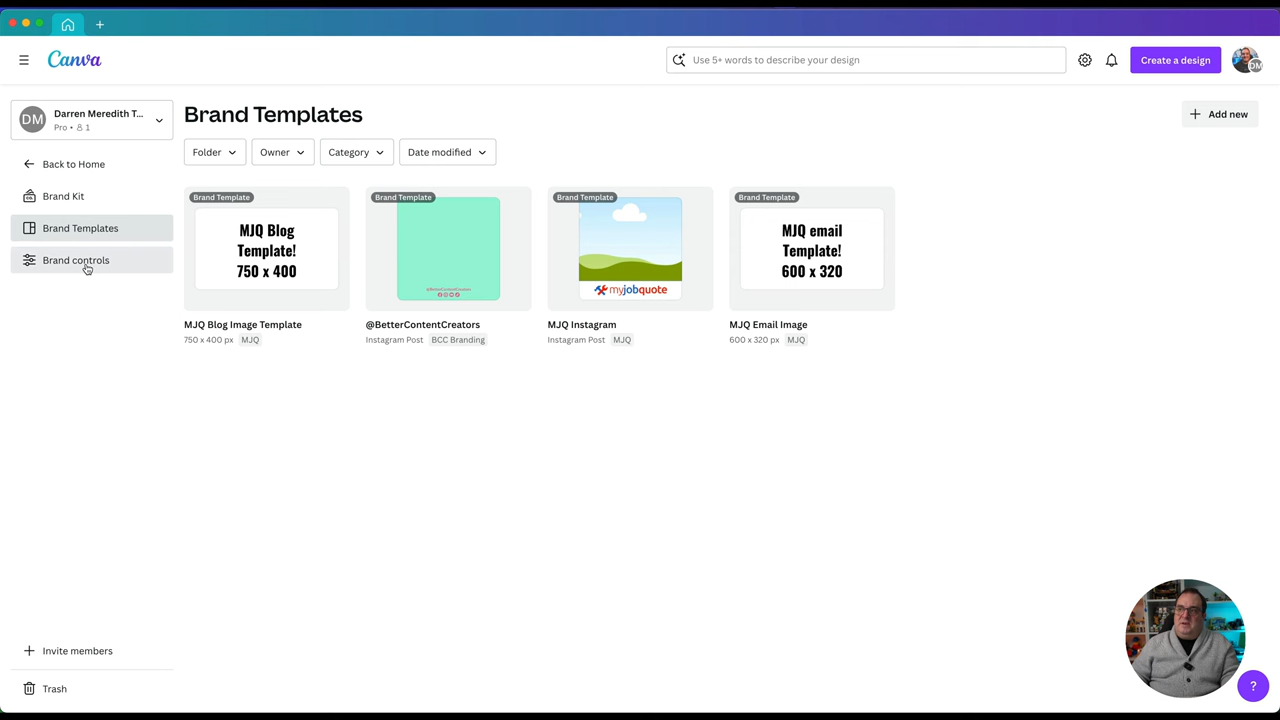 Canva
Use 5+ words to describe your design
Create a design
DM
DM
Darren Meredith T...
Pro • 1
Brand Templates
Add new
Back to Home
Brand Kit
Brand Templates
Brand controls
Folder
Owner
Category
Date modified
Brand Template
MJQ Blog
Template!
750 x 400
MJQ Blog Image Template
750 x 400 px MJQ
Brand Template
@BetterContentCreators
@BetterContentCreators
Instagram Post BCC Branding
Brand Template
myjobquote
MJQ Instagram
Instagram Post MJQ
Brand Template
MJQ email
Template!
600 x 320
MJQ Email Image
600 x 320 px MJQ
Invite members
Trash
?